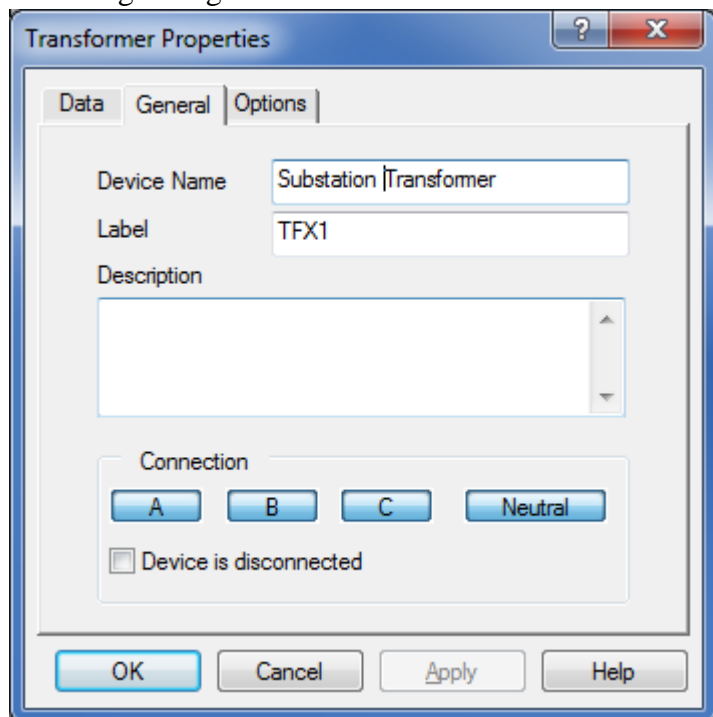 Transformer Properties
? X
Data General Options
Device Name Substation Transformer
Label TFX1
Description
Connection
A B C Neutral
Device is disconnected
OK Cancel Apply Help